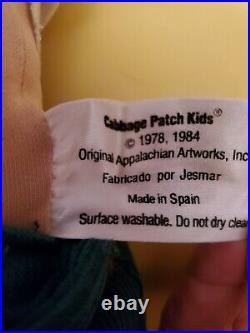 Cabbage Patch Kids®
© 1978, 1984
Original Appalachian Artworks, Inc
Fabricado por Jesmar
Made in Spain
Surface washable. Do not dry clea